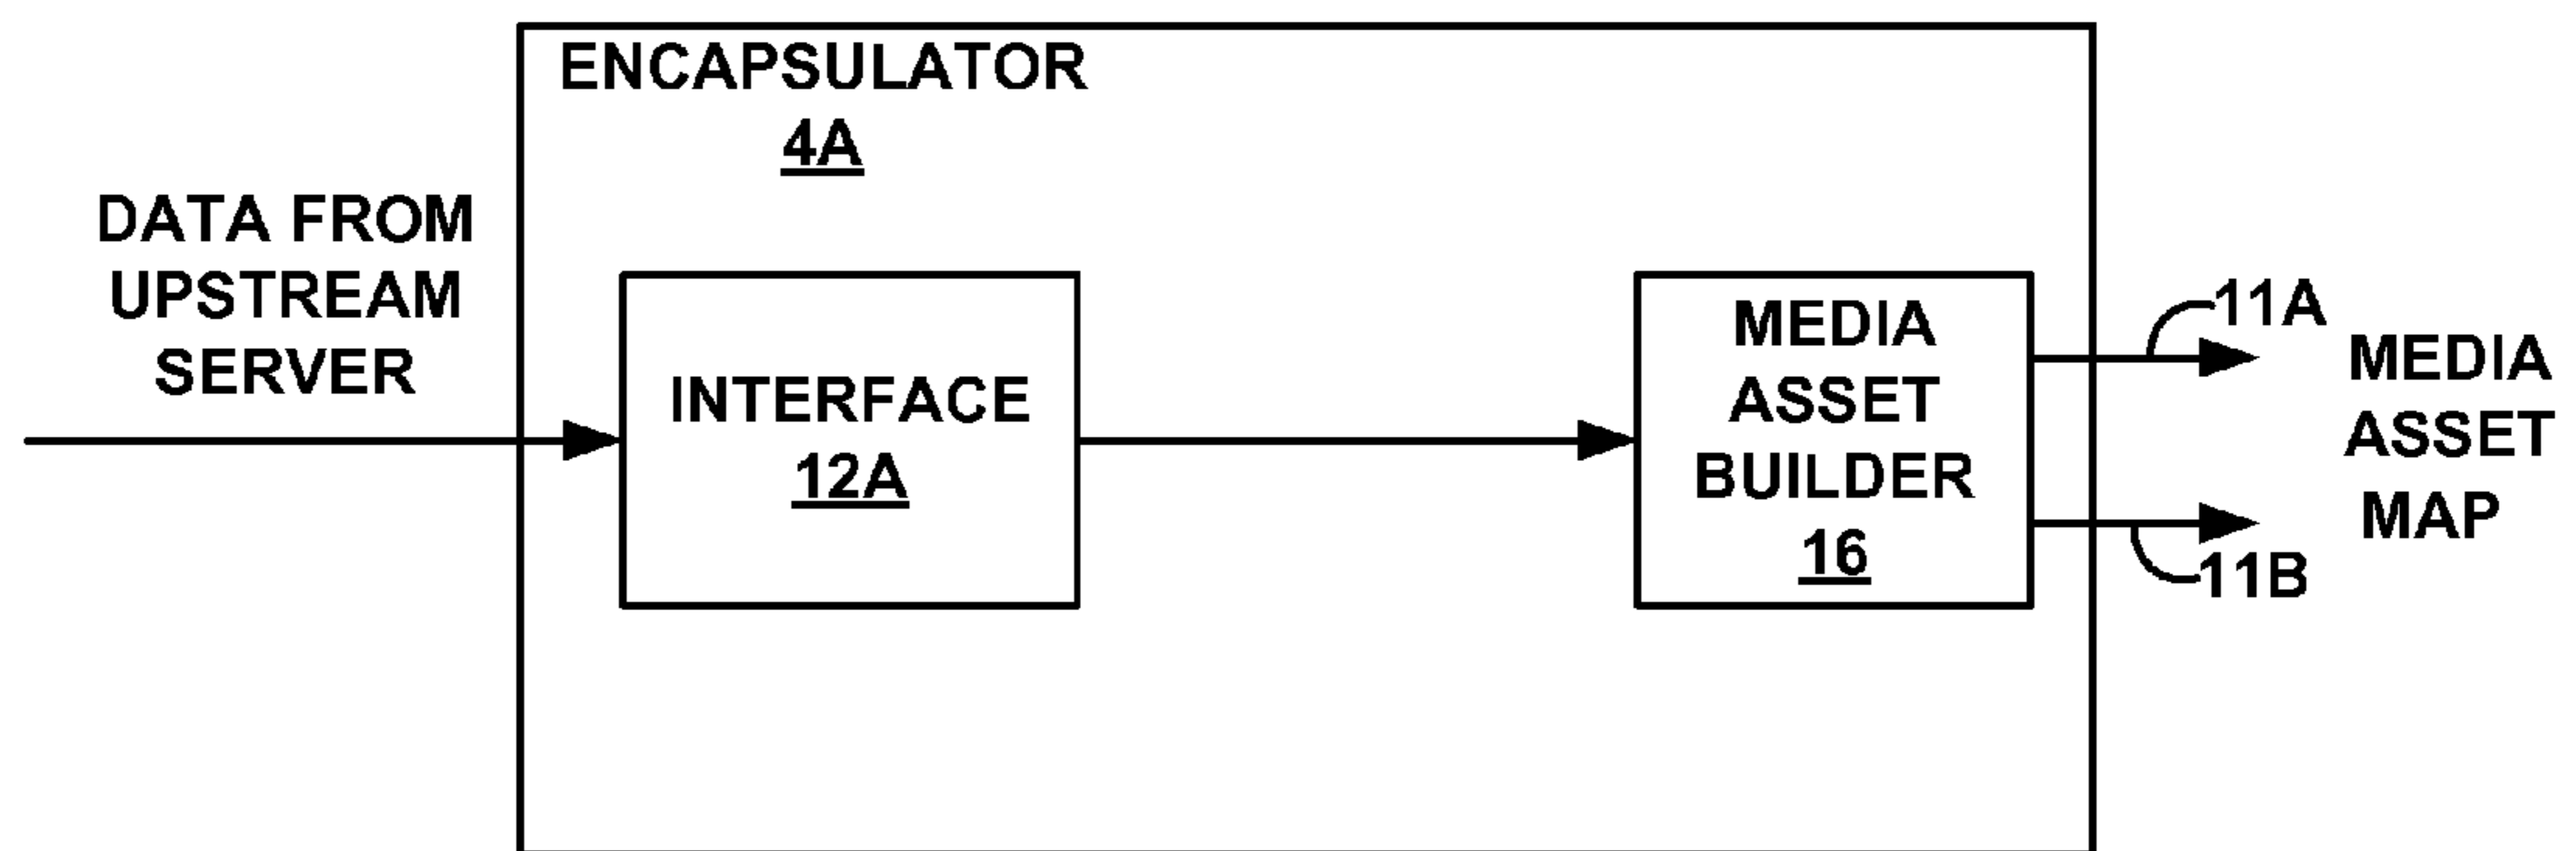 ENCAPSULATOR
4A
DATA FROM
UPSTREAM
SERVER
INTERFACE
12A
MEDIA
ASSET
BUILDER
16
11A
MEDIA
ASSET
MAP
11B